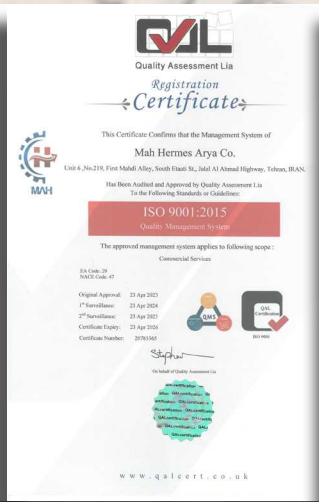 QAL
Quality Assessment Lia
Registration
Certificate
This Certificate Confirms that the Management System of
Mah Hermes Arya Co.
Unit 6 ,No.219, First Mahdi Alley, South Ettasti St., Jalal Al Ahmad Highway, Tehran, IRAN.
MAH
Has Been Audited and Approved by Quality Assessment Lia
To the Following Standards or Guidelines:
ISO 9001:2015
Quality Management System
The approved management system applies to following scope :
Commercial Services
EA Code: 29
NACE Code: 47
Original Approval: 23 Apr 2023
1st Surveillance: 23 Apr 2024
2nd Surveillance: 23 Apr 2025
Certificate Expiry: 23 Apr 2026
Certificate Number: 20783365
QMS
QAL
Certification
ISO 9001
Stephen
On behalf of Quality Assessment Lia
QALcertification
www.qalcert.co.uk